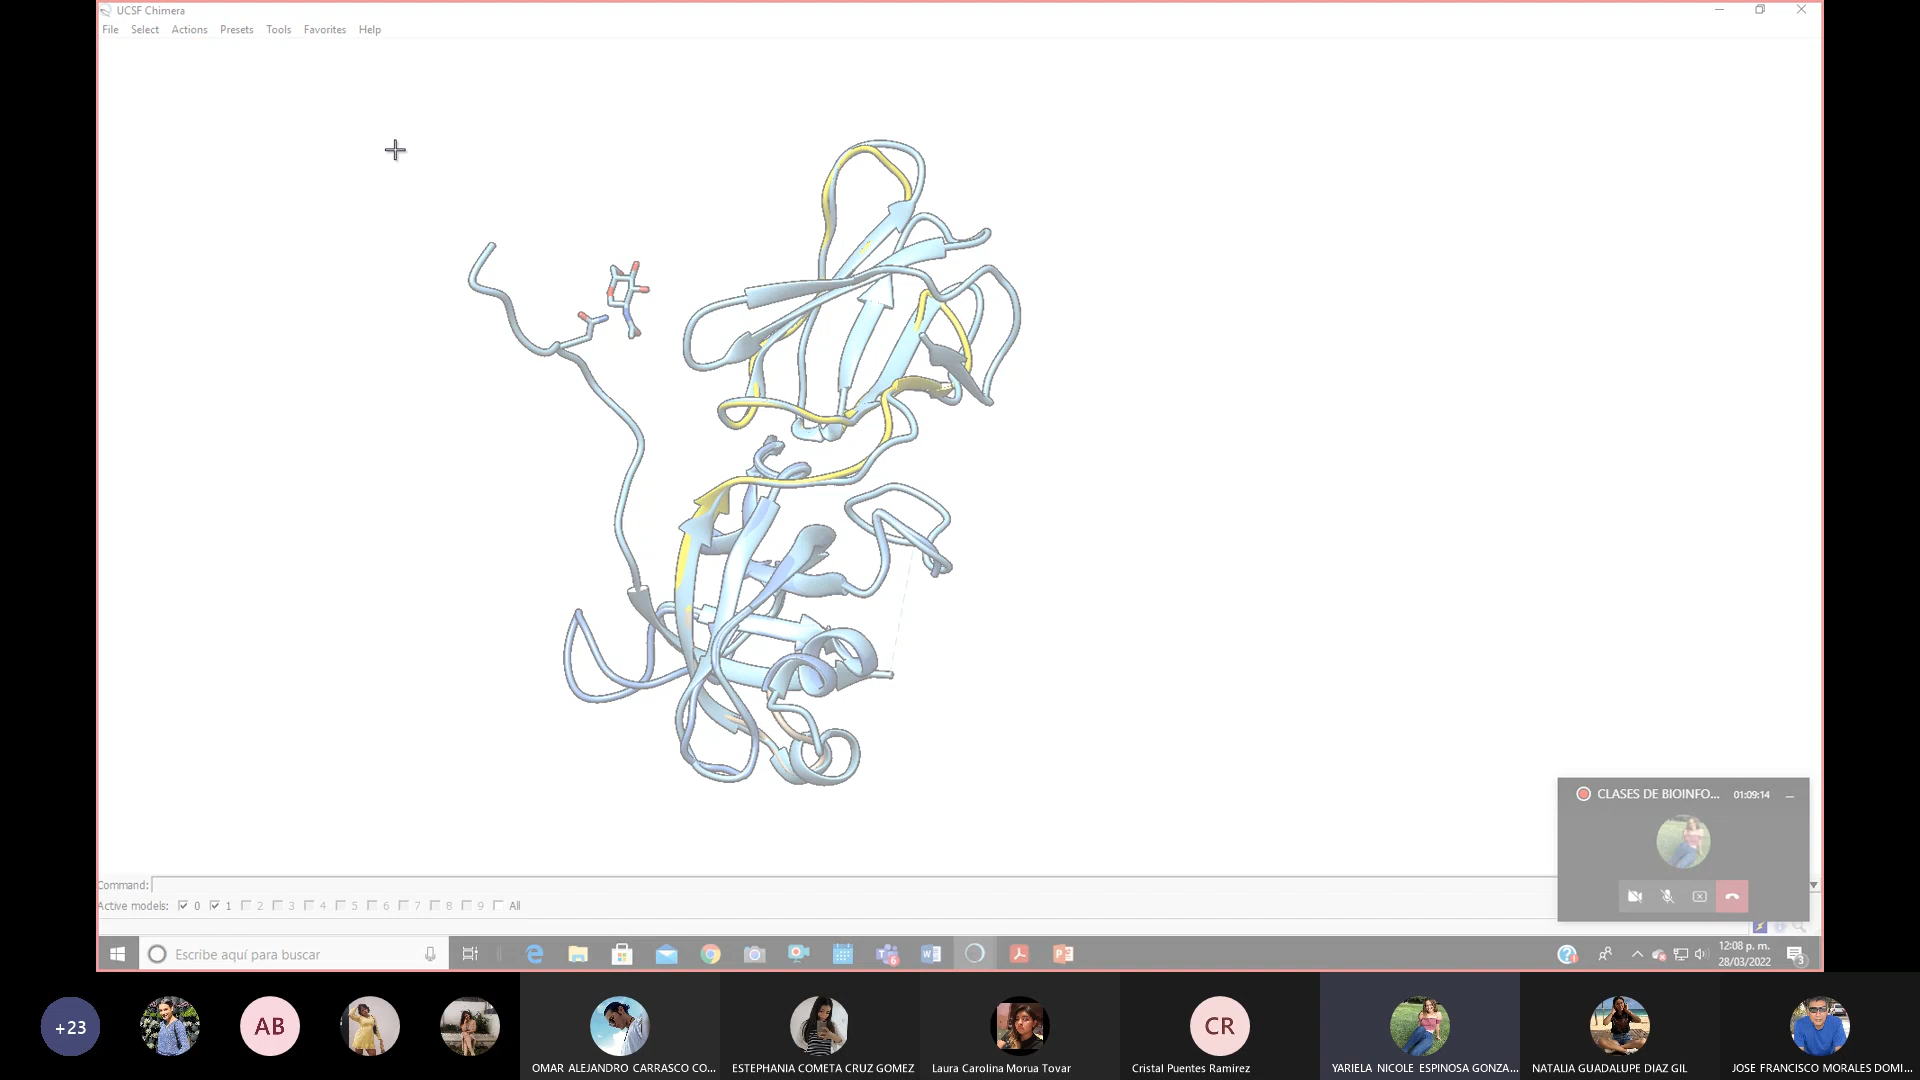 UCSF Chimera
File Select Actions Presets Tools Favorites Help
CLASES DE BIOINFO... 01:09:14
Command:
Active models: 0 1 2 3 4 5 6 7 8 9 All
Escribe aquí para buscar
6
12:08 p. m.
28/03/2022
3
+23
AB
CR
OMAR ALEJANDRO CARRASCO CO...
ESTEPHANIA COMETA CRUZ GOMEZ
Laura Carolina Morua Tovar
Cristal Puentes Ramirez
YARIELA NICOLE ESPINOSA GONZA...
NATALIA GUADALUPE DIAZ GIL
JOSE FRANCISCO MORALES DOMI...